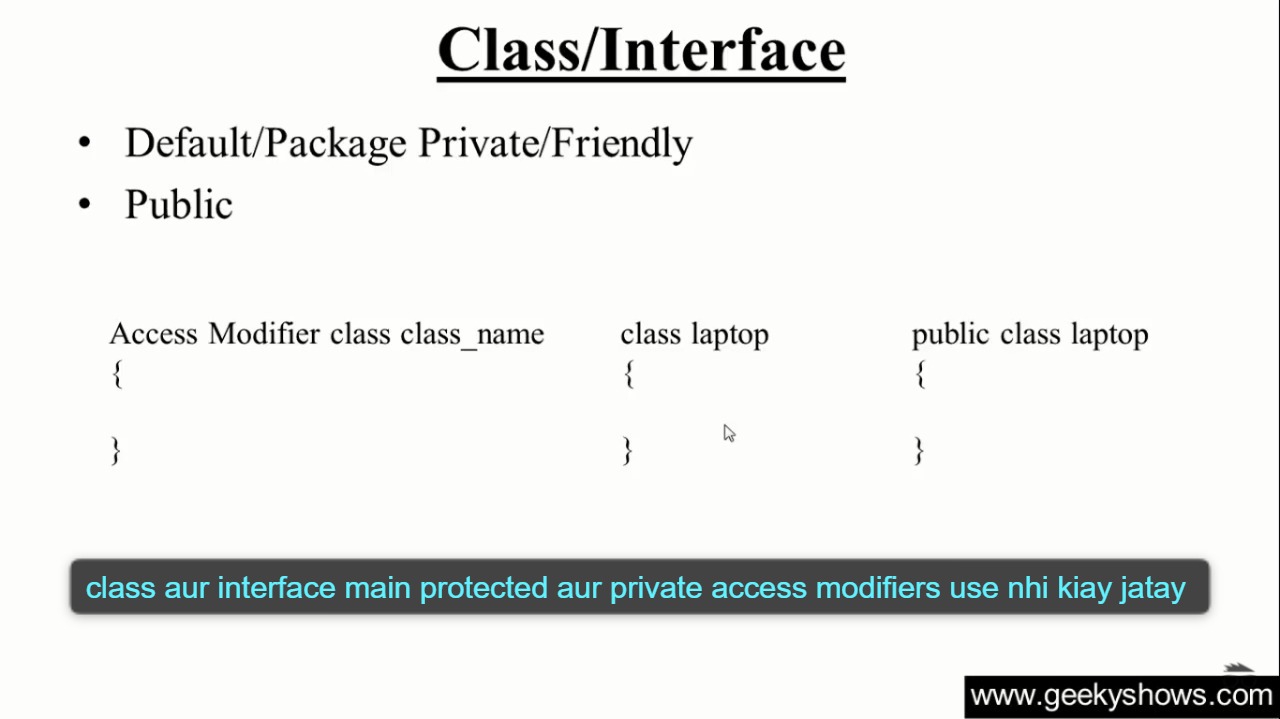 Class/Interface
• Default/Package Private/Friendly
• Public
Access Modifier class class_name
{
}
class laptop
{
}
public class laptop
{
}
class aur interface main protected aur private access modifiers use nhi kiay jatay
www.geekyshows.com